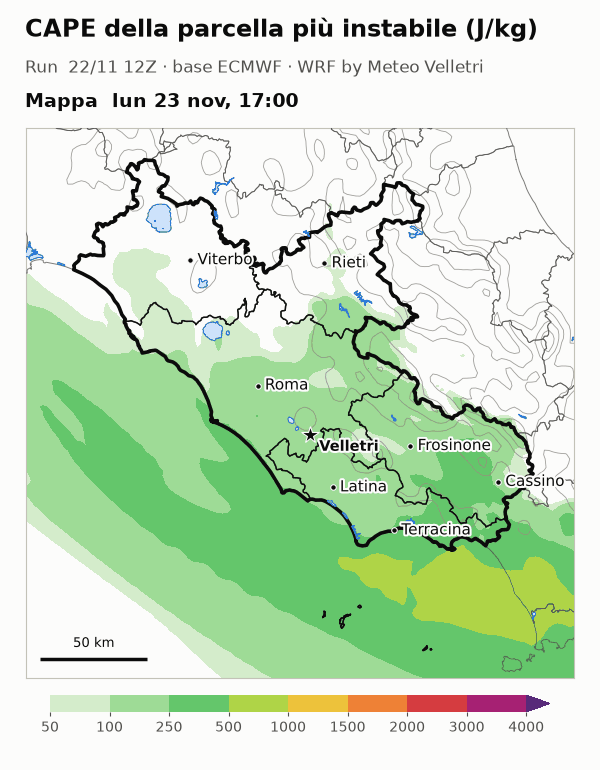 CAPE della parcella più instabile (J/kg)
Run  22/11 12Z · base ECMWF · WRF by Meteo Velletri
Mappa  lun 23 nov, 17:00
Viterbo
Rieti
Roma
Velletri
Frosinone
Cassino
Latina
Terracina
50 km
50 100 250 500 1000 1500 2000 3000 4000